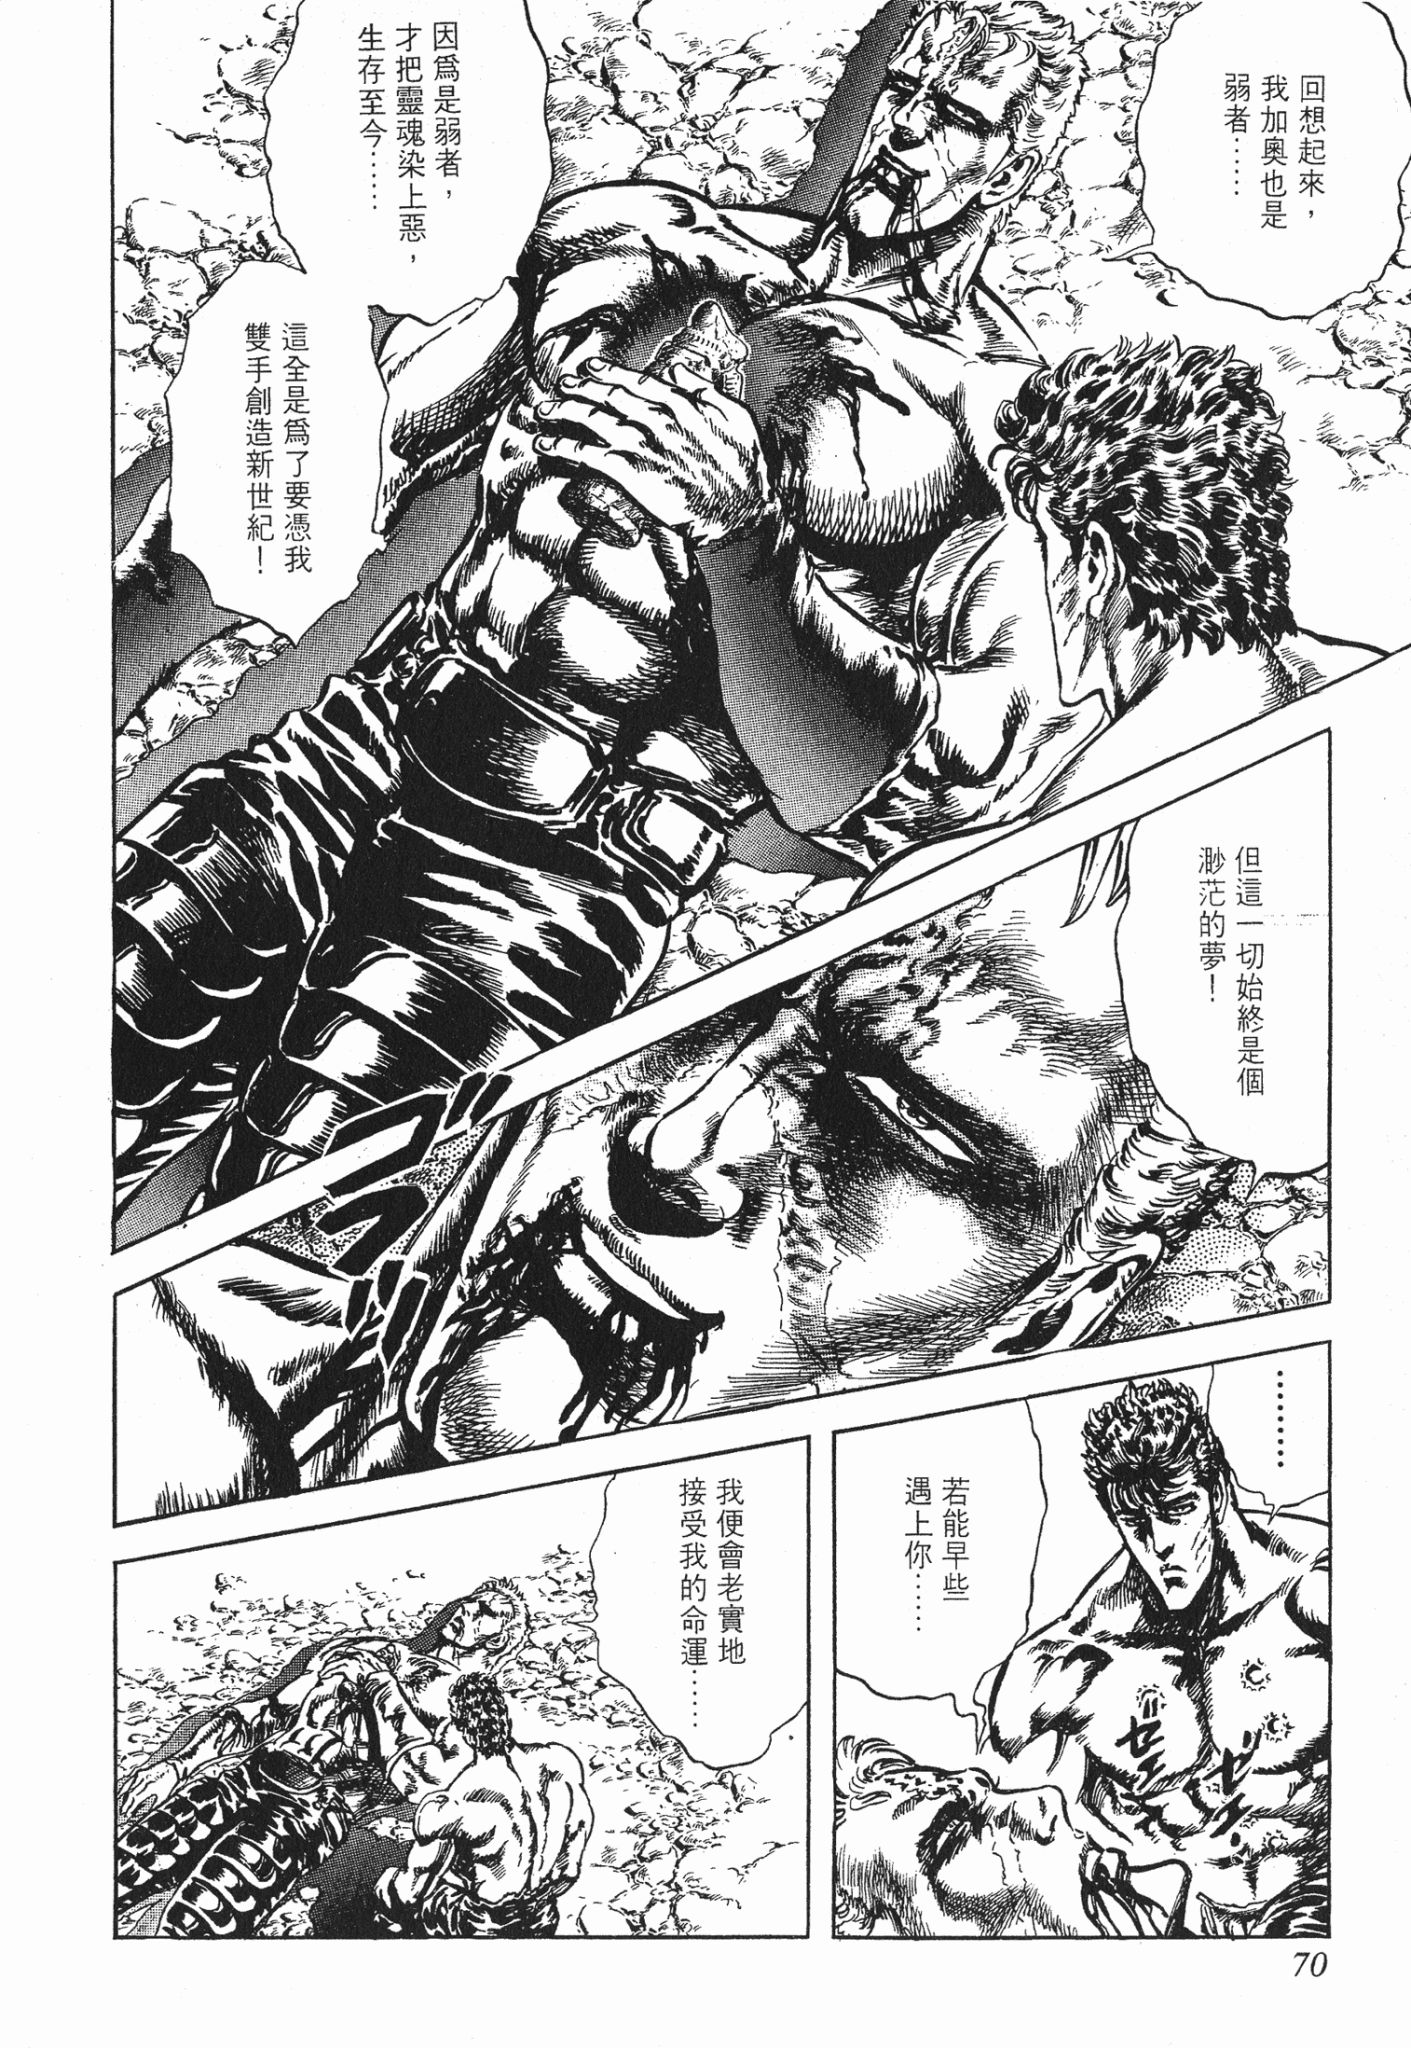 回想起來，
我加奧也是
弱者……
因爲是弱者，
才把靈魂染上惡，
生存至今……
這全是爲了要憑我
雙手創造新世紀！
但這一切始終是個
渺茫的夢！
………
若能早些
遇上你……
我便會老實地
接受我的命運……
70